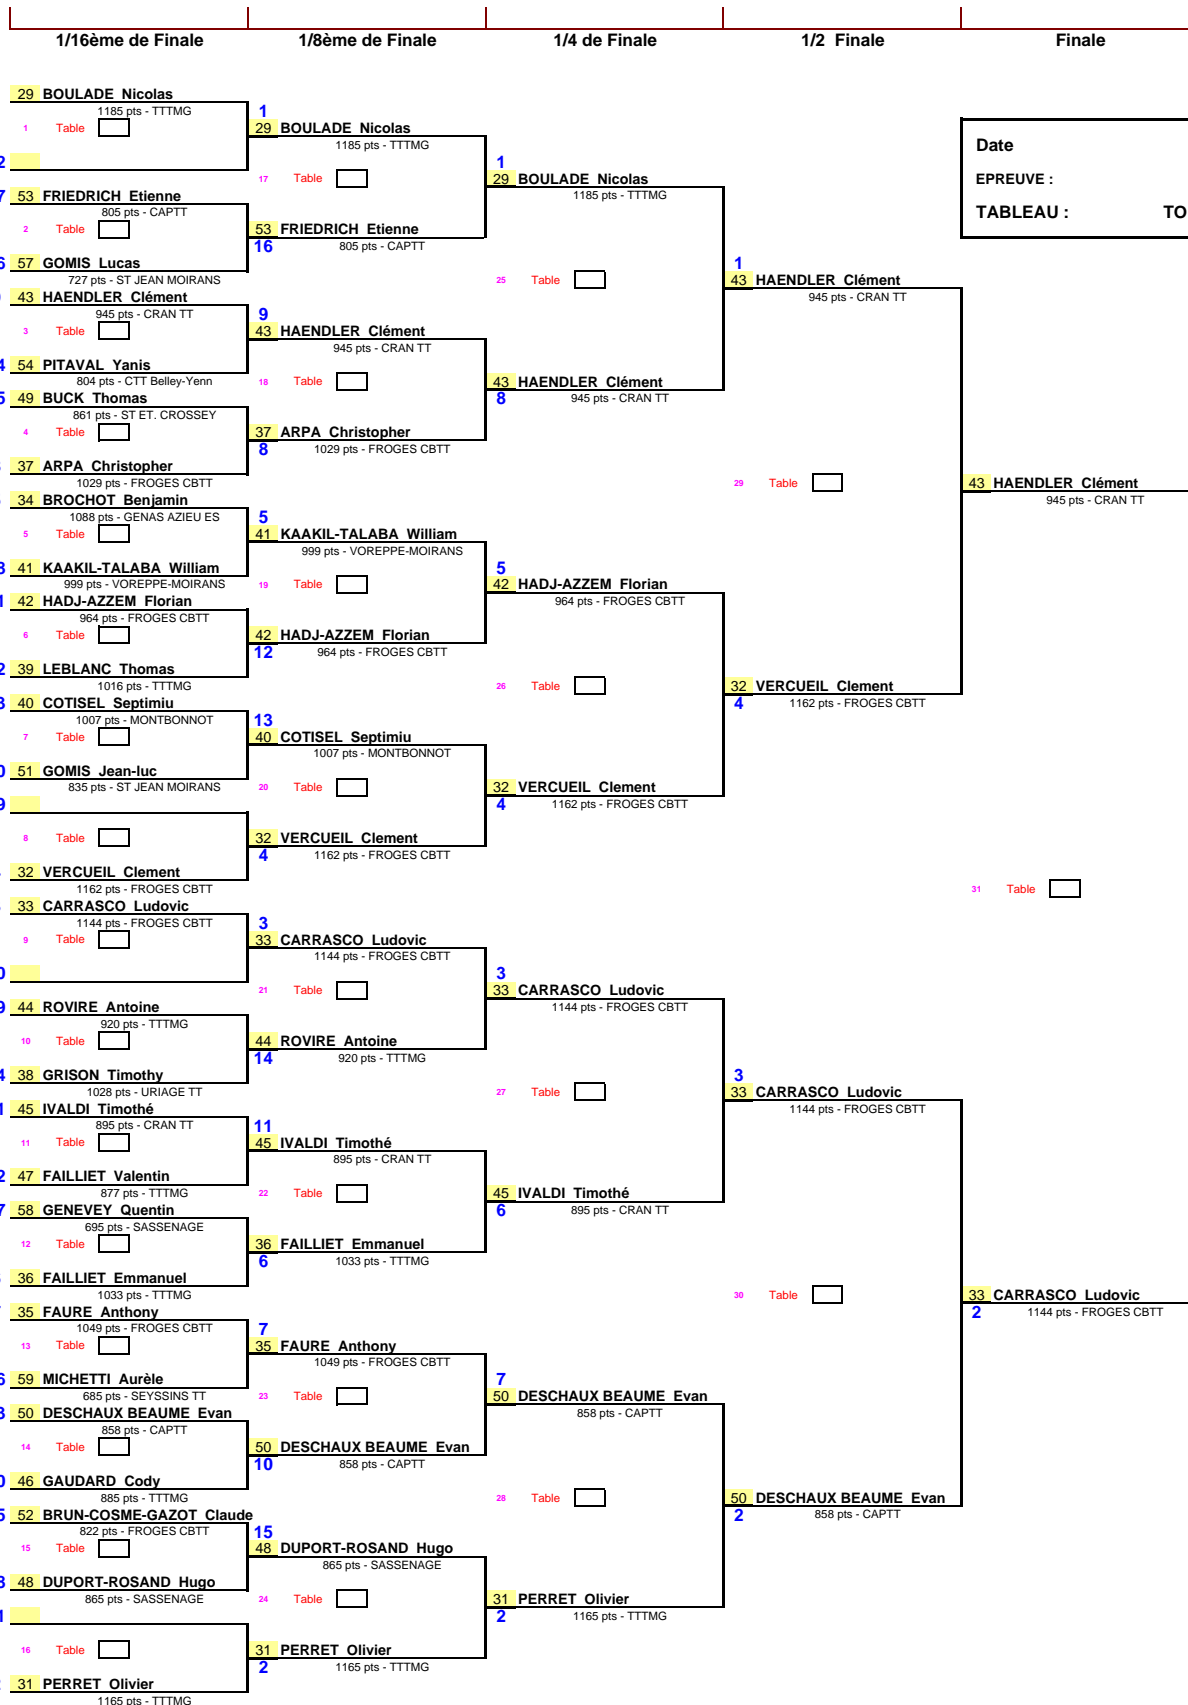 1/16ème de Finale 1/8ème de Finale 1/4 de Finale 1/2 Finale Finale
29 BOULADE Nicolas
1185 pts - TTTMG
1 Table
2
7 53 FRIEDRICH Etienne
805 pts - CAPTT
2 Table
6 57 GOMIS Lucas
727 pts - ST JEAN MOIRANS
43 HAENDLER Clément
945 pts - CRAN TT
3 Table
4 54 PITAVAL Yanis
804 pts - CTT Belley-Yenn
5 49 BUCK Thomas
861 pts - ST ET. CROSSEY
4 Table
37 ARPA Christopher
1029 pts - FROGES CBTT
34 BROCHOT Benjamin
1088 pts - GENAS AZIEU ES
5 Table
3 41 KAAKIL-TALABA William
999 pts - VOREPPE-MOIRANS
1 42 HADJ-AZZEM Florian
964 pts - FROGES CBTT
6 Table
2 39 LEBLANC Thomas
1016 pts - TTTMG
3 40 COTISEL Septimiu
1007 pts - MONTBONNOT
7 Table
0 51 GOMIS Jean-luc
835 pts - ST JEAN MOIRANS
9
8 Table
32 VERCUEIL Clement
1162 pts - FROGES CBTT
33 CARRASCO Ludovic
1144 pts - FROGES CBTT
9 Table
0
9 44 ROVIRE Antoine
920 pts - TTTMG
10 Table
4 38 GRISON Timothy
1028 pts - URIAGE TT
1 45 IVALDI Timothé
895 pts - CRAN TT
11 Table
2 47 FAILLIET Valentin
877 pts - TTTMG
7 58 GENEVEY Quentin
695 pts - SASSENAGE
12 Table
36 FAILLIET Emmanuel
1033 pts - TTTMG
35 FAURE Anthony
1049 pts - FROGES CBTT
13 Table
6 59 MICHETTI Aurèle
685 pts - SEYSSINS TT
3 50 DESCHAUX BEAUME Evan
858 pts - CAPTT
14 Table
0 46 GAUDARD Cody
885 pts - TTTMG
5 52 BRUN-COSME-GAZOT Claude
822 pts - FROGES CBTT
15 Table
8 48 DUPORT-ROSAND Hugo
865 pts - SASSENAGE
1
16 Table
31 PERRET Olivier
1165 pts - TTTMG
1
29 BOULADE Nicolas
1185 pts - TTTMG
17 Table
53 FRIEDRICH Etienne
16 805 pts - CAPTT
9
43 HAENDLER Clément
945 pts - CRAN TT
18 Table
37 ARPA Christopher
8 1029 pts - FROGES CBTT
5
41 KAAKIL-TALABA William
999 pts - VOREPPE-MOIRANS
19 Table
42 HADJ-AZZEM Florian
12 964 pts - FROGES CBTT
13
40 COTISEL Septimiu
1007 pts - MONTBONNOT
20 Table
32 VERCUEIL Clement
4 1162 pts - FROGES CBTT
3
33 CARRASCO Ludovic
1144 pts - FROGES CBTT
21 Table
44 ROVIRE Antoine
14 920 pts - TTTMG
11
45 IVALDI Timothé
895 pts - CRAN TT
22 Table
36 FAILLIET Emmanuel
6 1033 pts - TTTMG
7
35 FAURE Anthony
1049 pts - FROGES CBTT
23 Table
50 DESCHAUX BEAUME Evan
10 858 pts - CAPTT
15
48 DUPORT-ROSAND Hugo
865 pts - SASSENAGE
24 Table
31 PERRET Olivier
2 1165 pts - TTTMG
1
29 BOULADE Nicolas
1185 pts - TTTMG
25 Table
43 HAENDLER Clément
8 945 pts - CRAN TT
5
42 HADJ-AZZEM Florian
964 pts - FROGES CBTT
26 Table
32 VERCUEIL Clement
4 1162 pts - FROGES CBTT
3
33 CARRASCO Ludovic
1144 pts - FROGES CBTT
27 Table
45 IVALDI Timothé
6 895 pts - CRAN TT
7
50 DESCHAUX BEAUME Evan
858 pts - CAPTT
28 Table
31 PERRET Olivier
2 1165 pts - TTTMG
1
43 HAENDLER Clément
945 pts - CRAN TT
29 Table
32 VERCUEIL Clement
4 1162 pts - FROGES CBTT
3
33 CARRASCO Ludovic
1144 pts - FROGES CBTT
30 Table
50 DESCHAUX BEAUME Evan
2 858 pts - CAPTT
Date
EPREUVE :
TABLEAU : TO
43 HAENDLER Clément
945 pts - CRAN TT
31 Table
33 CARRASCO Ludovic
2 1144 pts - FROGES CBTT